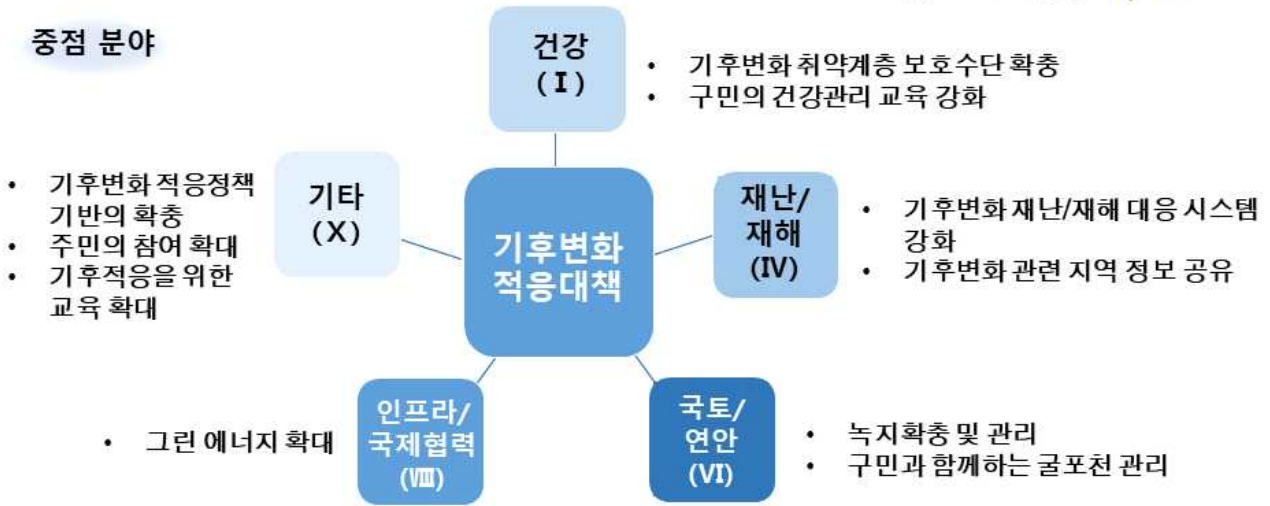 중점 분야
건강
(I)
• 기후변화 취약계층 보호수단 확충
• 구민의 건강관리 교육 강화
기타
(X)
• 기후변화 적응정책
기반의 확충
• 주민의 참여 확대
• 기후적응을 위한
교육 확대
기후변화
적응대책
재난/
재해
(IV)
• 기후변화 재난/재해 대응 시스템
강화
• 기후변화 관련 지역 정보 공유
인프라/
국제협력
(Ⅷ)
• 그린 에너지 확대
국토/
연안
(VI)
• 녹지확충 및 관리
• 구민과 함께하는 굴포천 관리